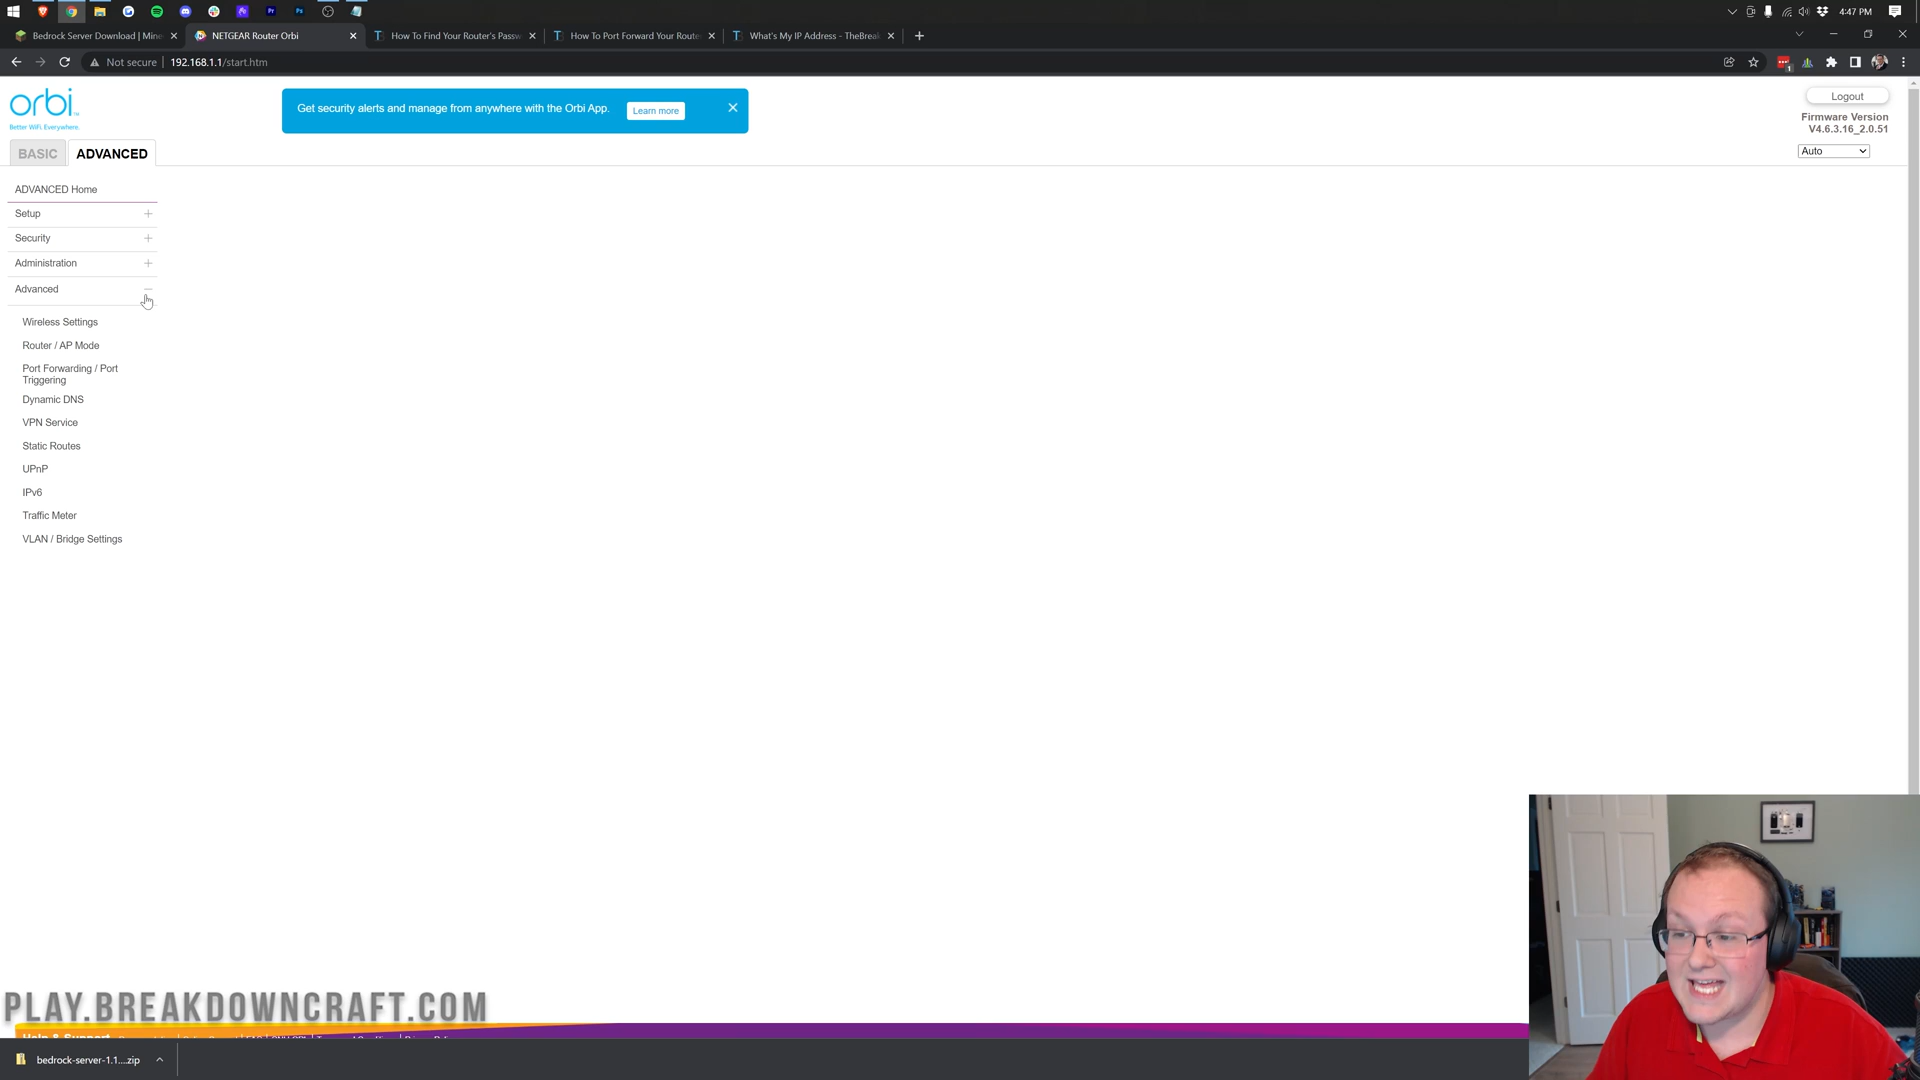 4:47 PM
Bedrock Server Download | Mine
NETGEAR Router Orbi
How To Find Your Router's Passw
How To Port Forward Your Route
What's My IP Address - TheBreak
Not secure
192.168.1.1/start.htm
orbi
Better WiFi. Everywhere.
Get security alerts and manage from anywhere with the Orbi App.
Learn more
Logout
Firmware Version
V4.6.3.16_2.0.51
Auto
BASIC
ADVANCED
ADVANCED Home
Setup
Security
Administration
Advanced
Wireless Settings
Router / AP Mode
Port Forwarding / Port
Triggering
Dynamic DNS
VPN Service
Static Routes
UPnP
IPv6
Traffic Meter
VLAN / Bridge Settings
PLAY.BREAKDOWNCRAFT.COM
Help & Support
bedrock-server-1.1....zip